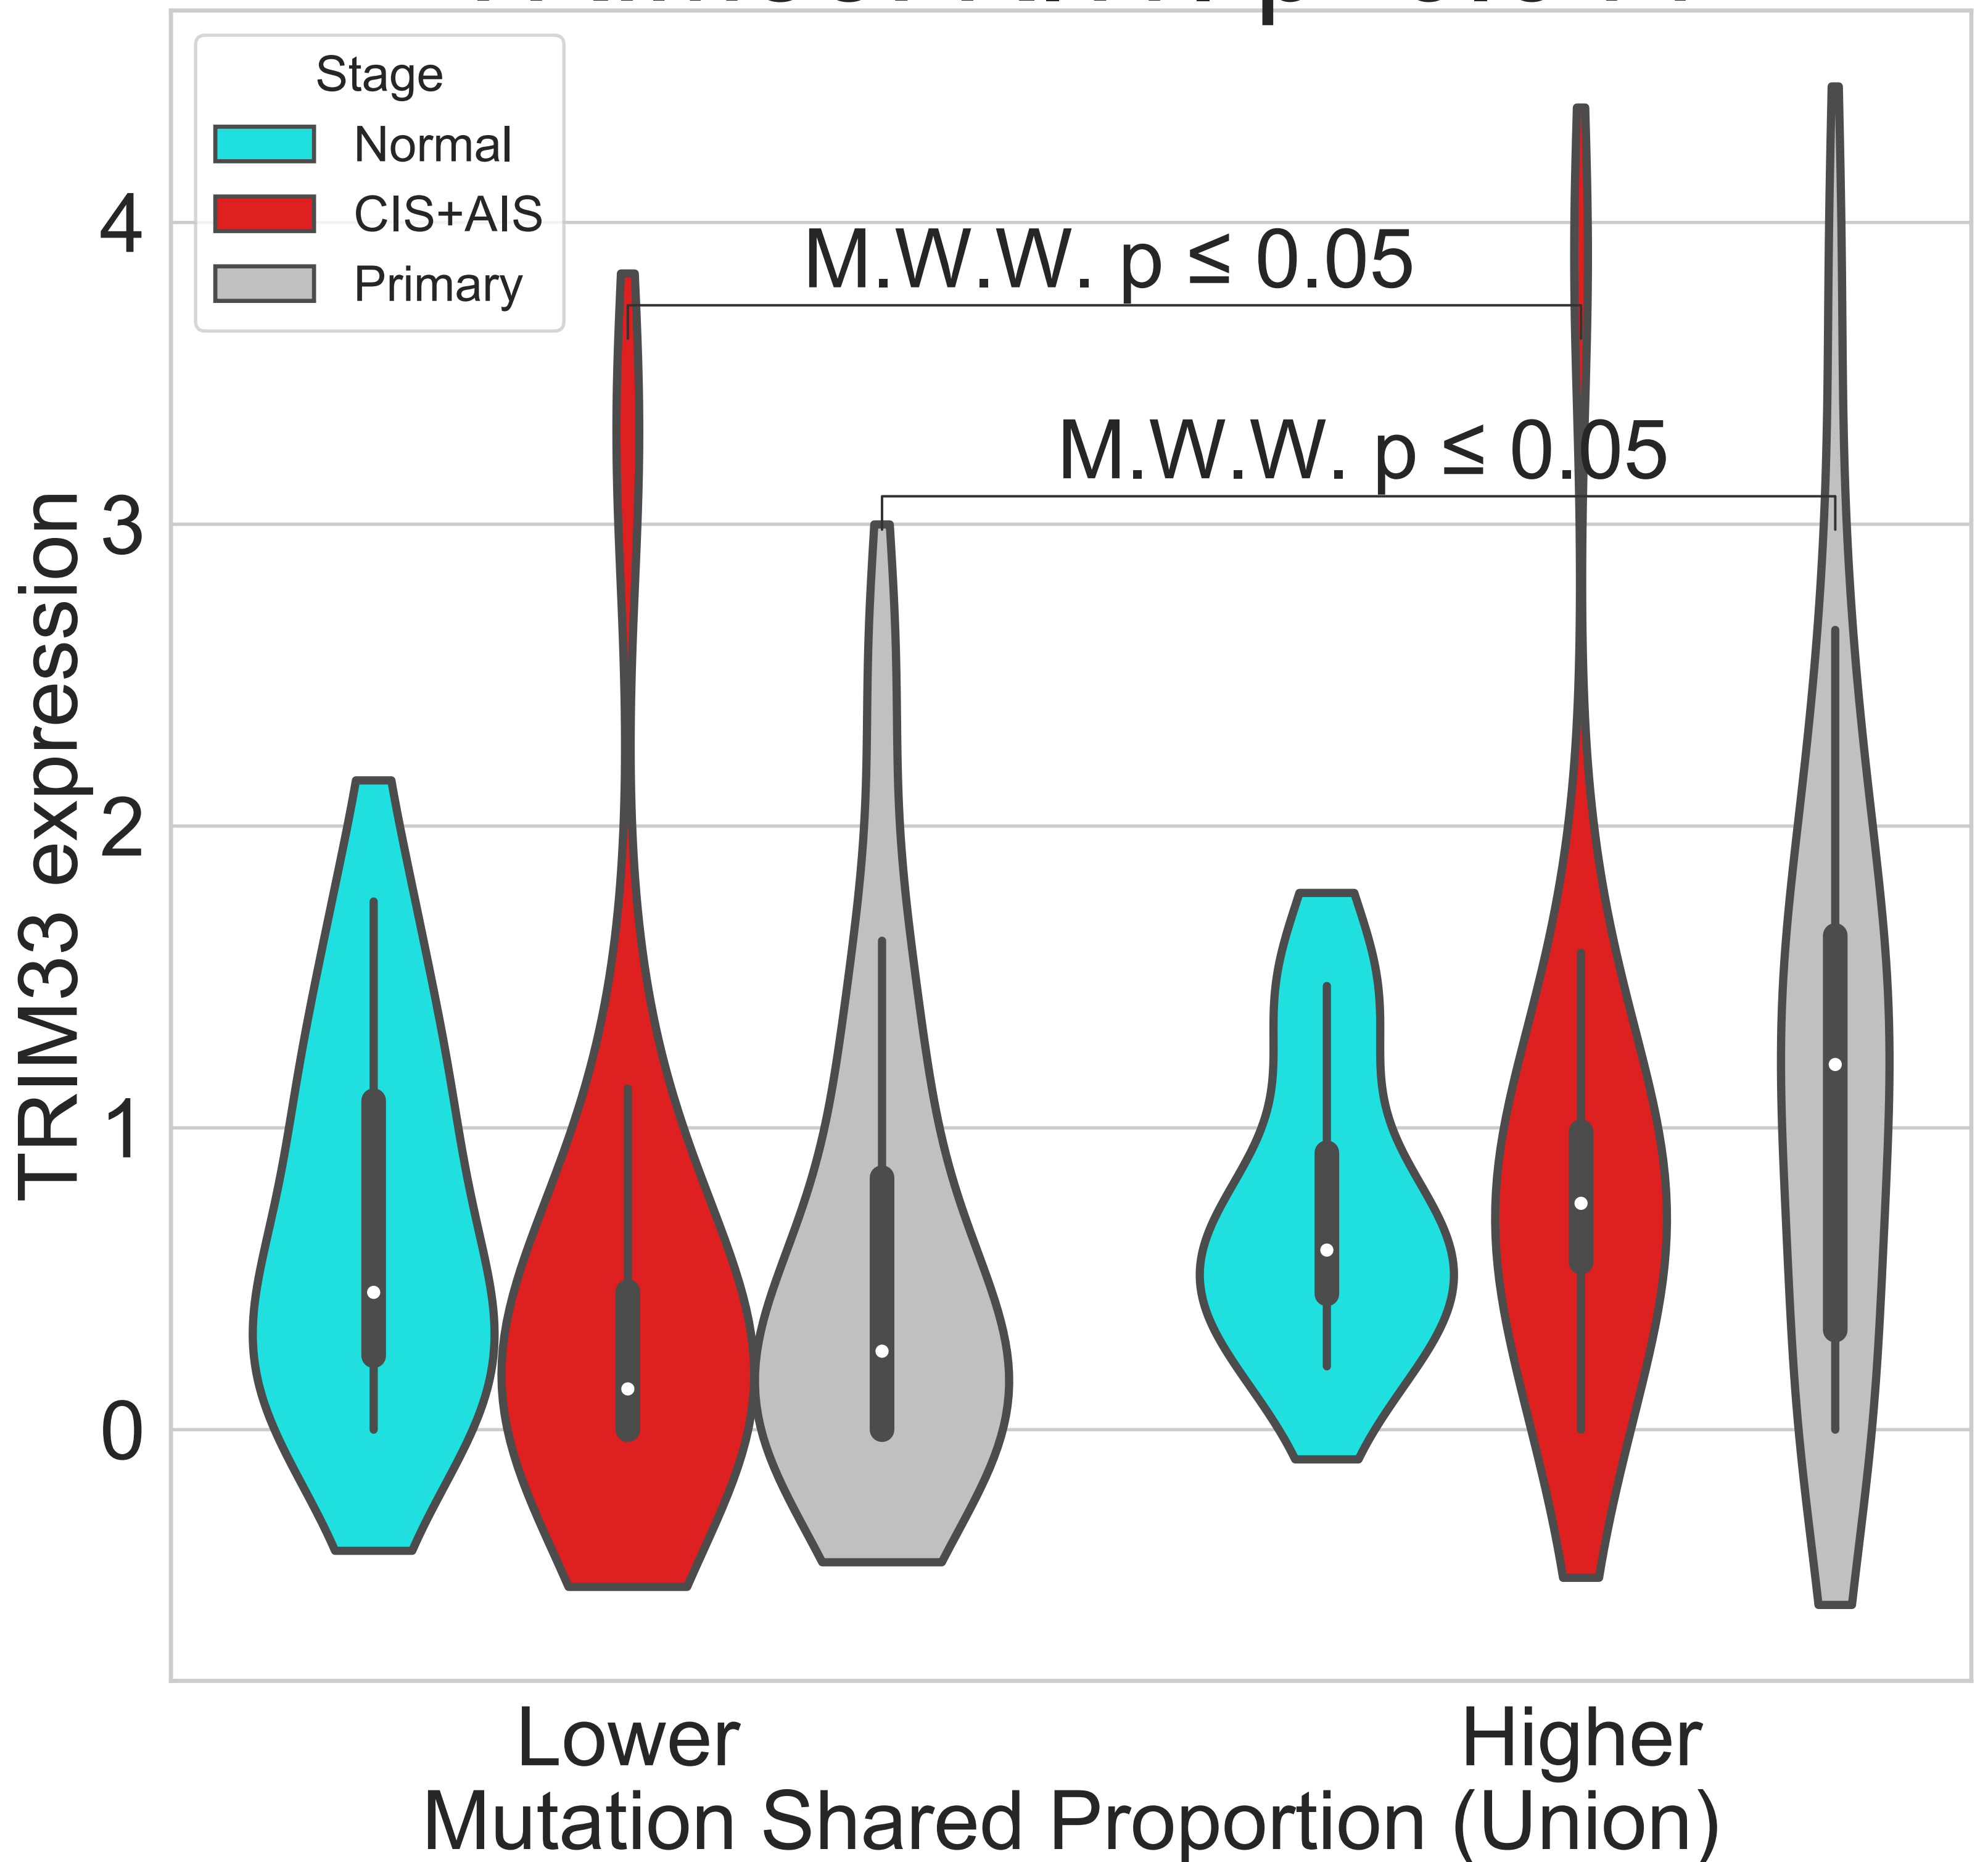 Stage
Normal
CIS+AIS
Primary
M.W.W. p ≤ 0.05
M.W.W. p ≤ 0.05
TRIM33 expression
4
3
2
1
0
Lower
Higher
Mutation Shared Proportion (Union)